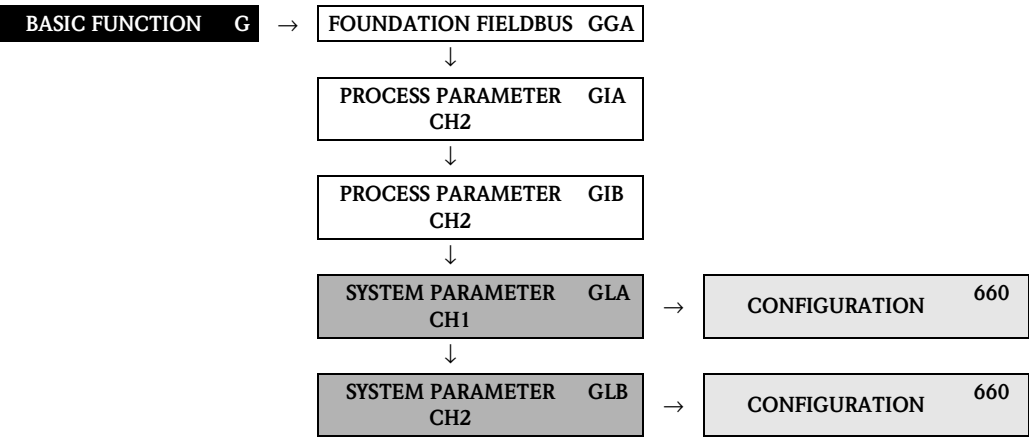 BASIC FUNCTION G → FOUNDATION FIELDBUS GGA
↓
PROCESS PARAMETER GIA
CH2
↓
PROCESS PARAMETER GIB
CH2
↓
SYSTEM PARAMETER GLA
CH1
→ CONFIGURATION 660
↓
SYSTEM PARAMETER GLB
CH2
→ CONFIGURATION 660